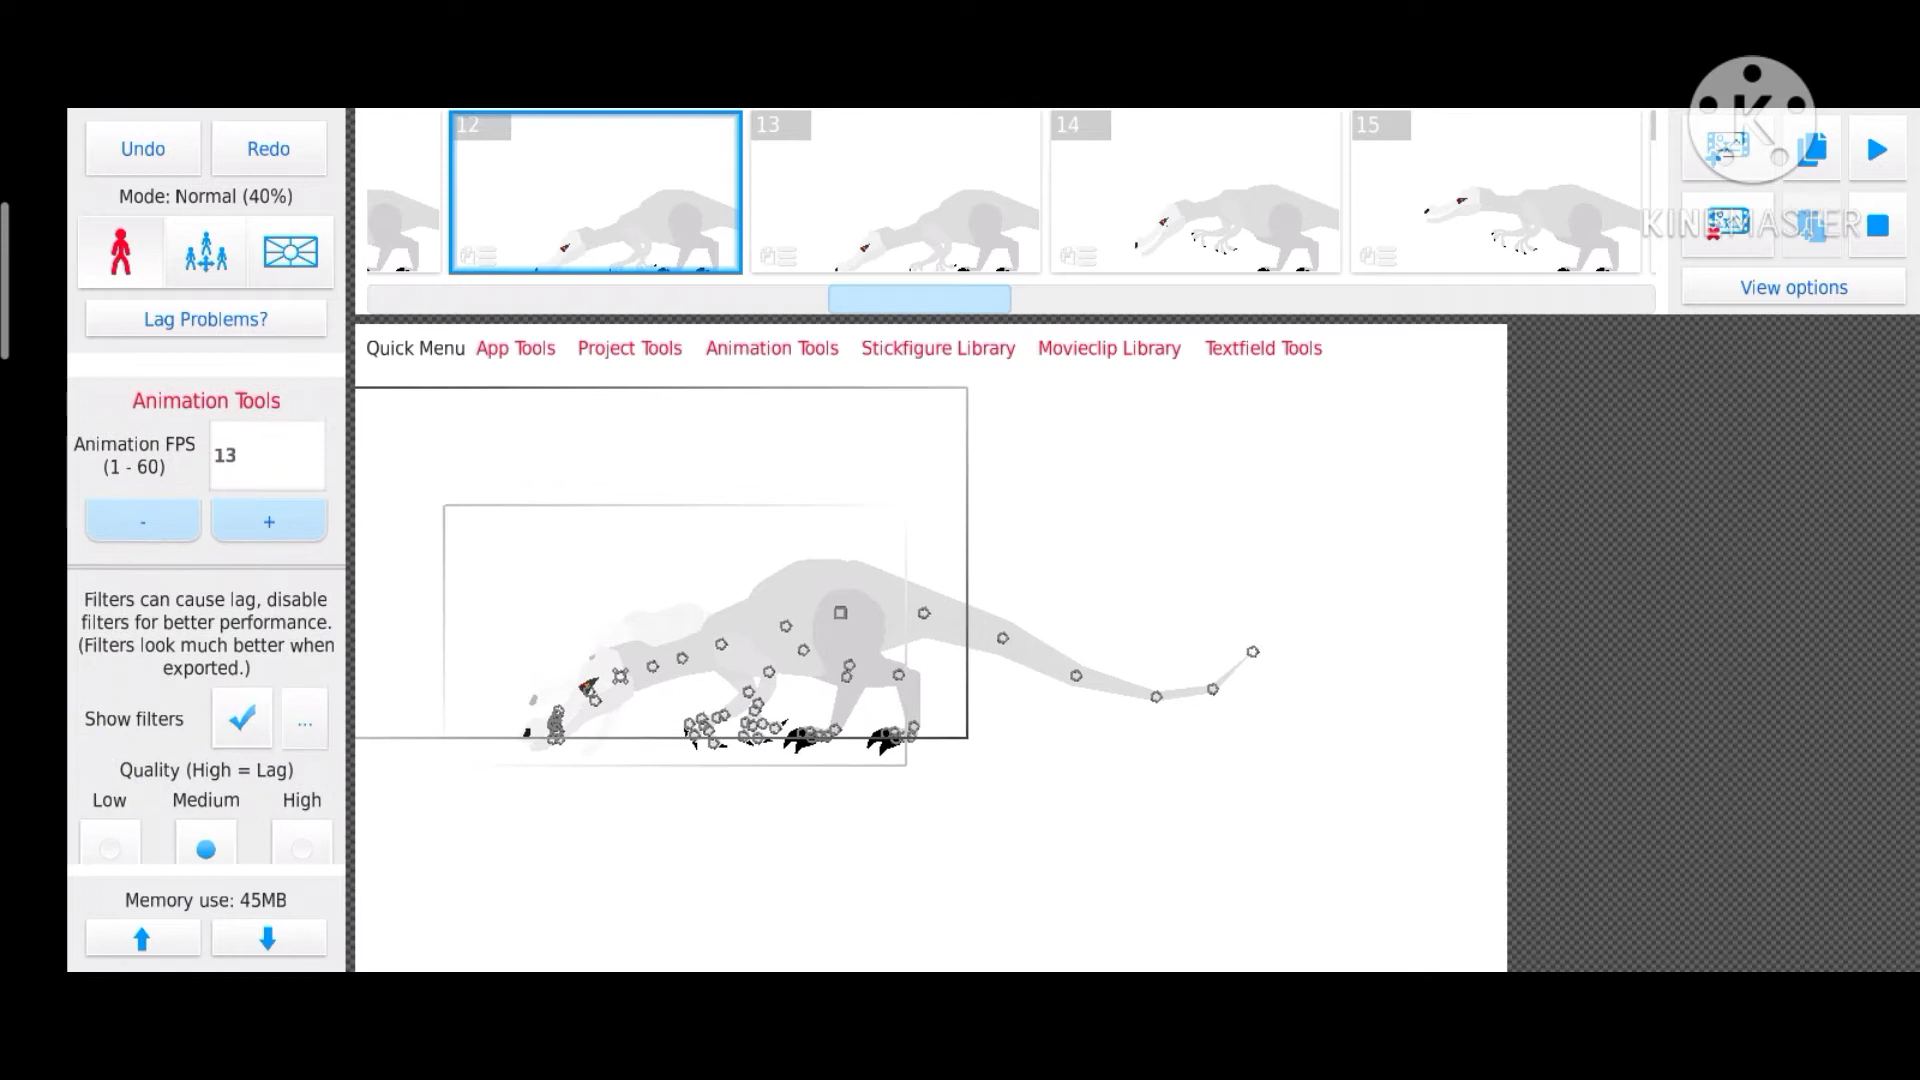 Undo
Redo
Mode: Normal (40%)
Lag Problems?
Animation Tools
Animation FPS
(1 - 60)
13
-
+
Filters can cause lag, disable
filters for better performance.
(Filters look much better when
exported.)
Show filters
...
Quality (High = Lag)
Low
Medium
High
Memory use: 45MB
12
13
14
15
K
KINEMASTER
View options
Quick Menu
App Tools
Project Tools
Animation Tools
Stickfigure Library
Movieclip Library
Textfield Tools